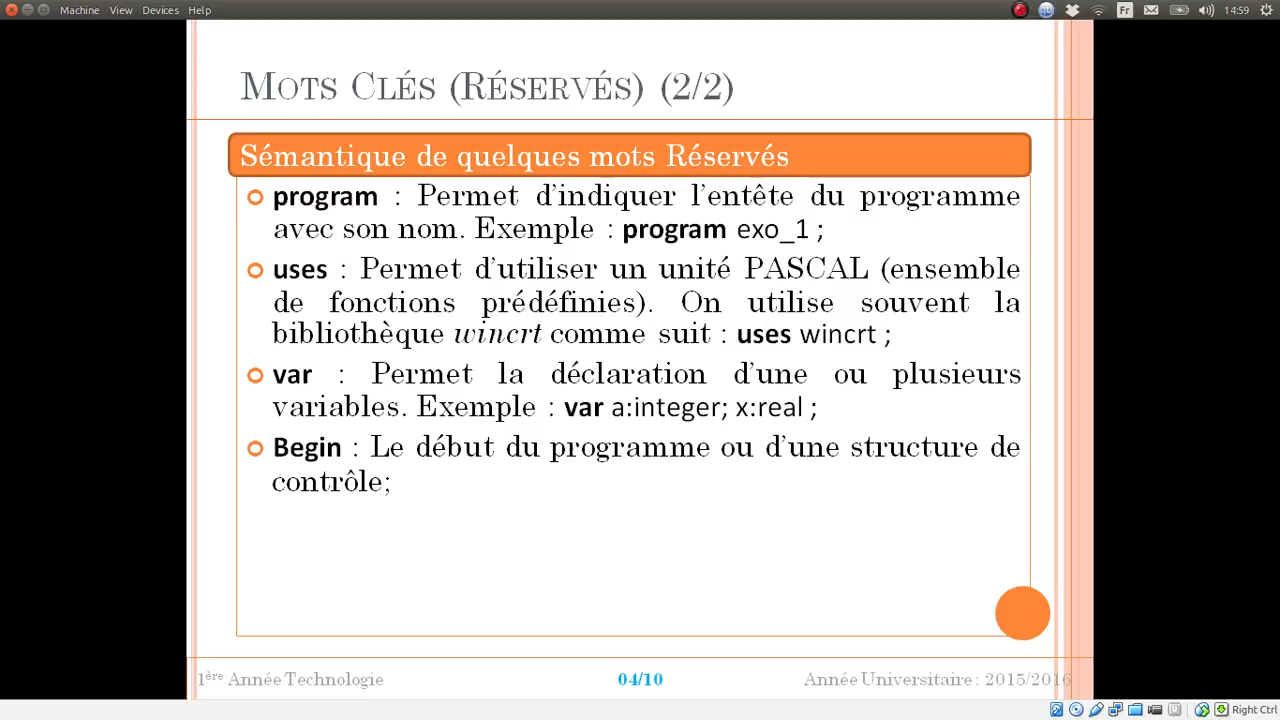 Machine View Devices Help
Fr 14:59
MOTS CLÉS (RÉSERVÉS) (2/2)
Sémantique de quelques mots Réservés
program : Permet d'indiquer l'entête du programme
avec son nom. Exemple : program exo_1 ;
uses : Permet d'utiliser un unité PASCAL (ensemble
de fonctions prédéfinies). On utilise souvent la
bibliothèque wincrt comme suit : uses wincrt ;
var : Permet la déclaration d'une ou plusieurs
variables. Exemple : var a:integer; x:real ;
Begin : Le début du programme ou d'une structure de
contrôle;
1ère Année Technologie 04/10 Année Universitaire : 2015/2016
Right Ctrl